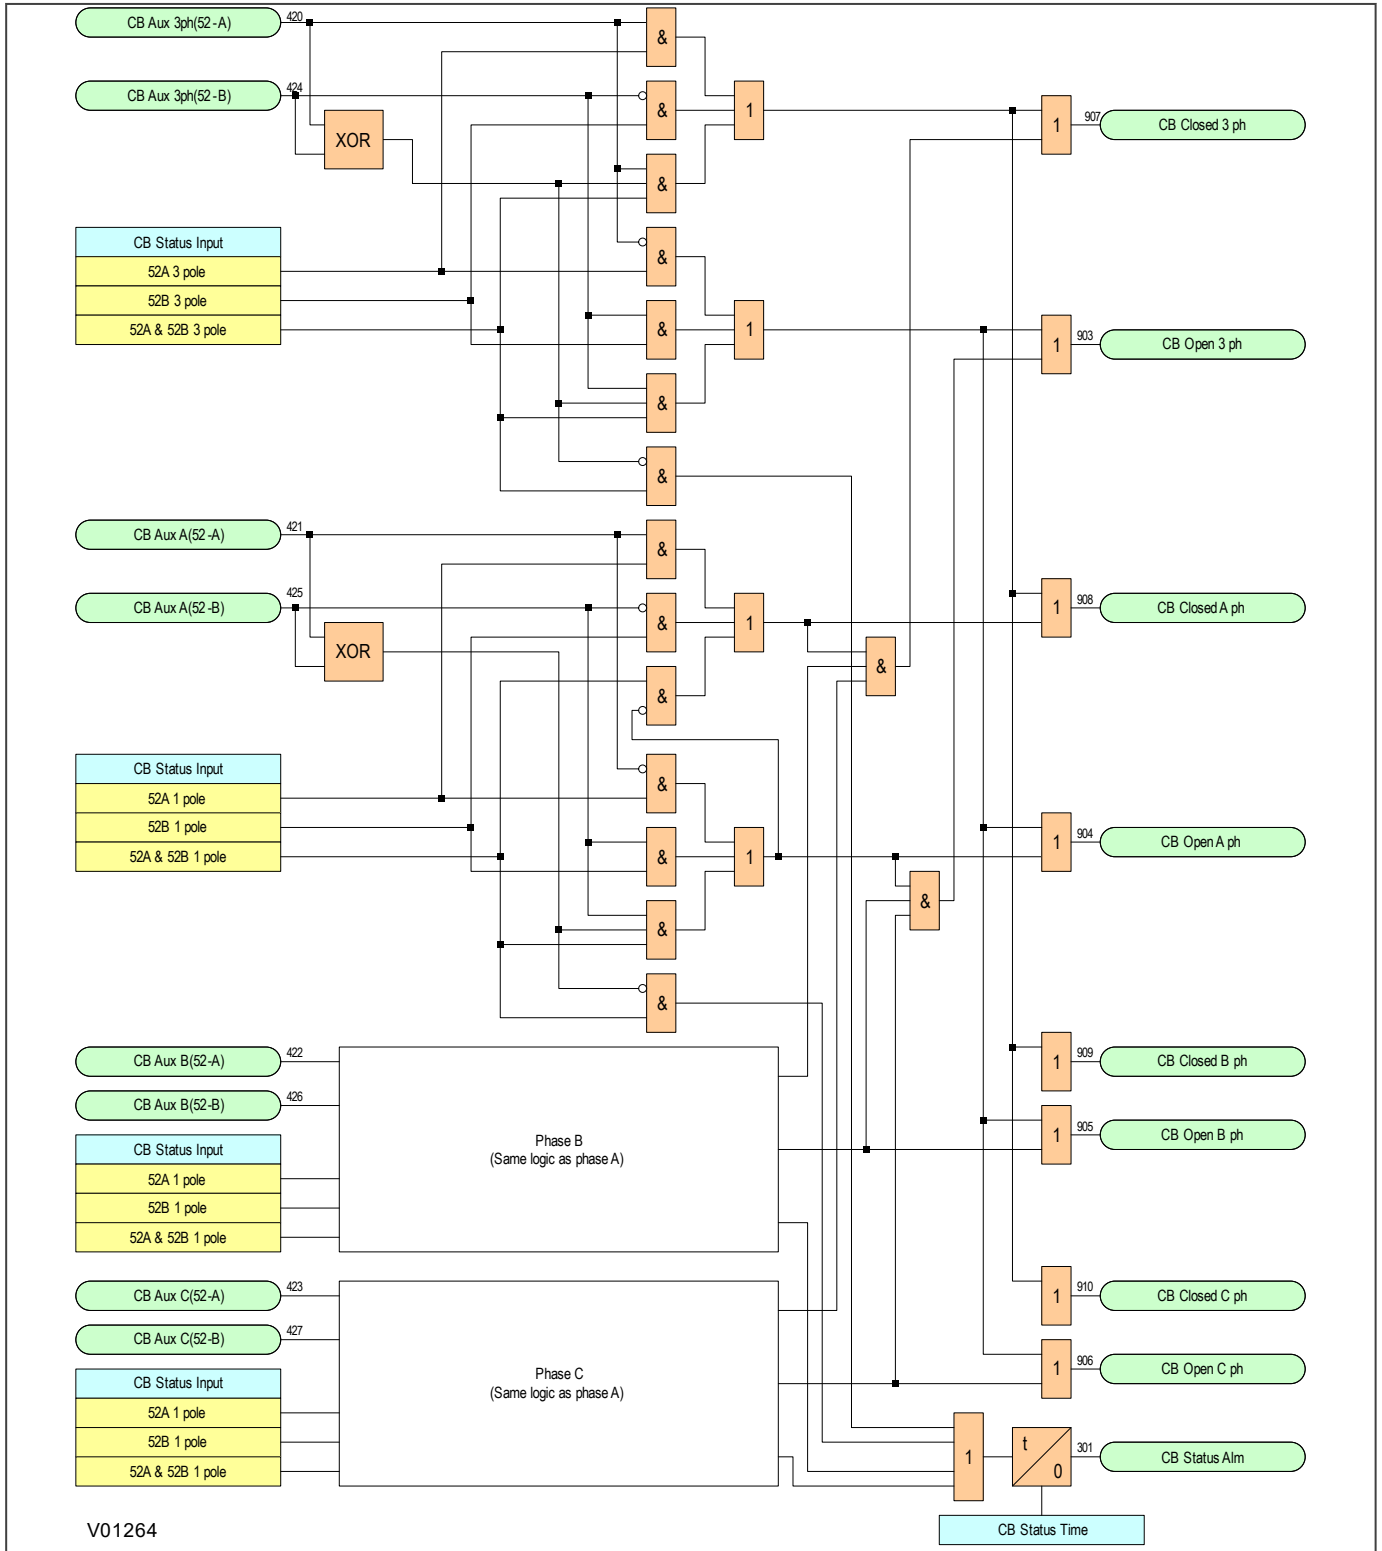 CB Aux 3ph(52-A)
420
&
CB Aux 3ph(52-B)
424
XOR
&
1
1
907
CB Closed 3 ph
&
CB Status Input
52A 3 pole
52B 3 pole
52A & 52B 3 pole
&
&
1
1
903
CB Open 3 ph
&
&
CB Aux A(52-A)
421
&
CB Aux A(52-B)
425
XOR
&
1
1
908
CB Closed A ph
&
&
CB Status Input
52A 1 pole
52B 1 pole
52A & 52B 1 pole
&
&
1
1
904
CB Open A ph
&
&
&
CB Aux B(52-A)
422
CB Aux B(52-B)
426
CB Status Input
52A 1 pole
52B 1 pole
52A & 52B 1 pole
Phase B
(Same logic as phase A)
1
909
CB Closed B ph
1
905
CB Open B ph
CB Aux C(52-A)
423
CB Aux C(52-B)
427
CB Status Input
52A 1 pole
52B 1 pole
52A & 52B 1 pole
Phase C
(Same logic as phase A)
1
910
CB Closed C ph
1
906
CB Open C ph
1
t
0
301
CB Status Alm
CB Status Time
V01264